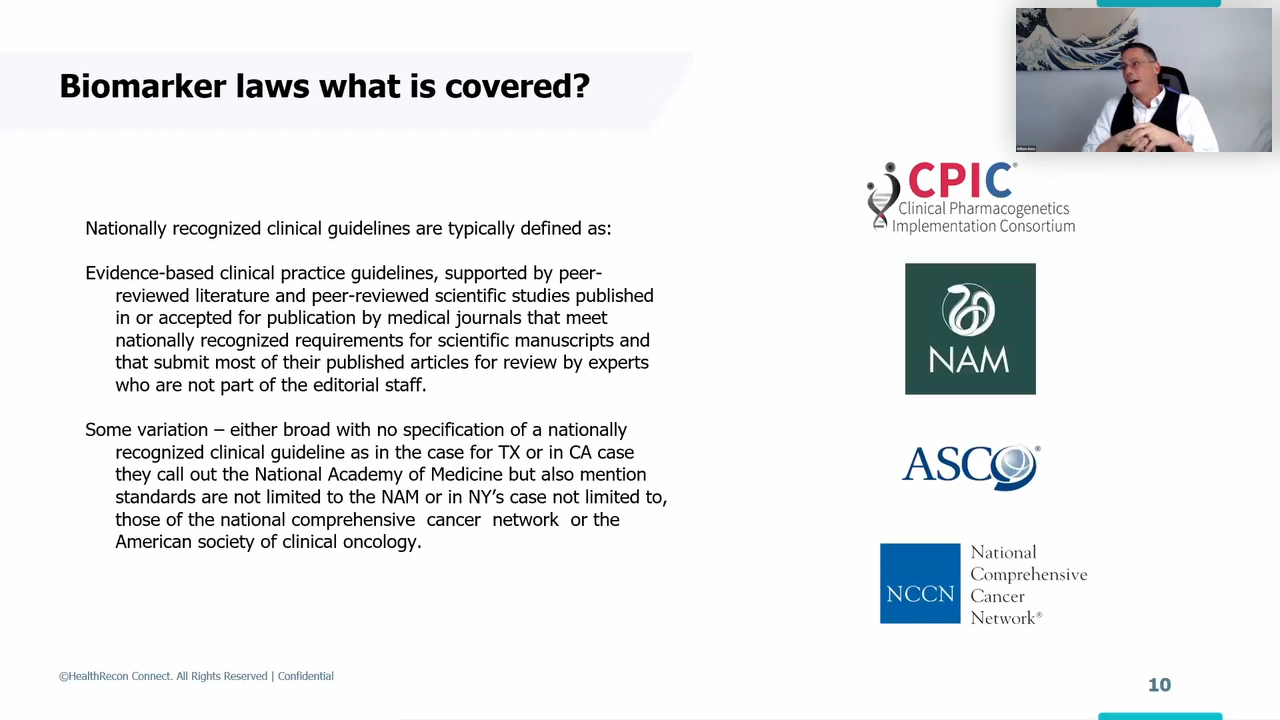 Biomarker laws what is covered?
Nationally recognized clinical guidelines are typically defined as:
Evidence-based clinical practice guidelines, supported by peer-
reviewed literature and peer-reviewed scientific studies published
in or accepted for publication by medical journals that meet
nationally recognized requirements for scientific manuscripts and
that submit most of their published articles for review by experts
who are not part of the editorial staff.
Some variation – either broad with no specification of a nationally
recognized clinical guideline as in the case for TX or in CA case
they call out the National Academy of Medicine but also mention
standards are not limited to the NAM or in NY’s case not limited to,
those of the national comprehensive cancer network or the
American society of clinical oncology.
CPIC®
Clinical Pharmacogenetics
Implementation Consortium
NAM
ASCO®
NCCN
National
Comprehensive
Cancer
Network®
©HealthRecon Connect. All Rights Reserved | Confidential
10